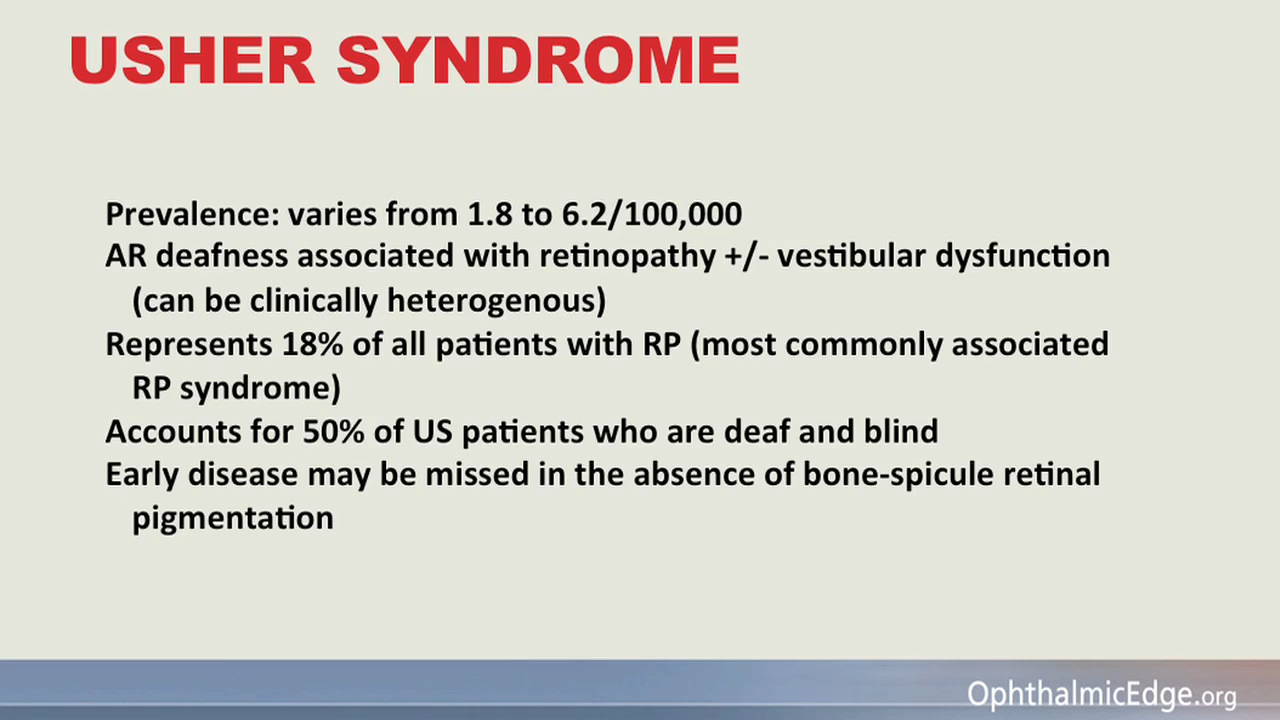 USHER SYNDROME
Prevalence: varies from 1.8 to 6.2/100,000
AR deafness associated with retinopathy +/- vestibular dysfunction
(can be clinically heterogenous)
Represents 18% of all patients with RP (most commonly associated
RP syndrome)
Accounts for 50% of US patients who are deaf and blind
Early disease may be missed in the absence of bone-spicule retinal
pigmentation
OphthalmicEdge.org